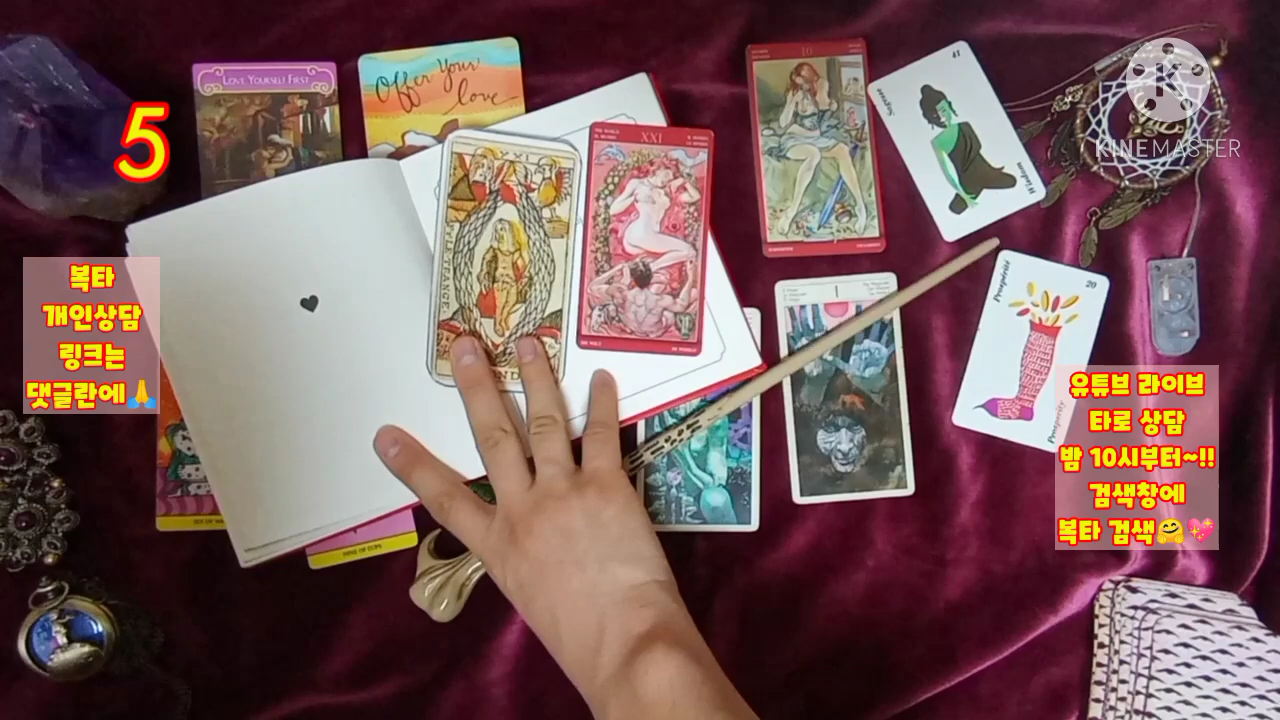 5
LOVE YOURSELF FIRST
Offer your
love
XXI
THE WORLD
XXI
10
41
Wisdom
KINEMASTER
복타
개인상담
링크는
댓글란에🙏
I
Prosperity
20
유튜브 라이브
타로 상담
밤 10시부터~!!
검색창에
복타 검색🤗💖
NINE OF CUPS